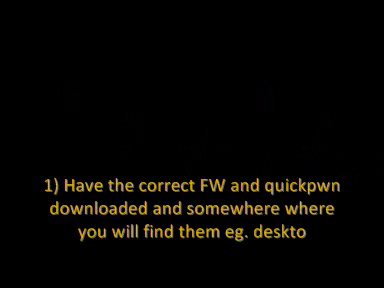 1) Have the correct FW and quickpwn
downloaded and somewhere where
you will find them eg. deskto